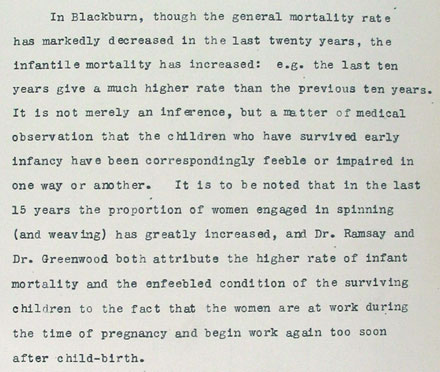 In Blackburn, though the general mortality rate
has markedly decreased in the last twenty years, the
infantile mortality has increased: e.g. the last ten
years give a much higher rate than the previous ten years.
It is not merely an inference, but a matter of medical
observation that the children who have survived early
infancy have been correspondingly feeble or impaired in
one way or another. It is to be noted that in the last
15 years the proportion of women engaged in spinning
(and weaving) has greatly increased, and Dr. Ramsay and
Dr. Greenwood both attribute the higher rate of infant
mortality and the enfeebled condition of the surviving
children to the fact that the women are at work during
the time of pregnancy and begin work again too soon
after child-birth.